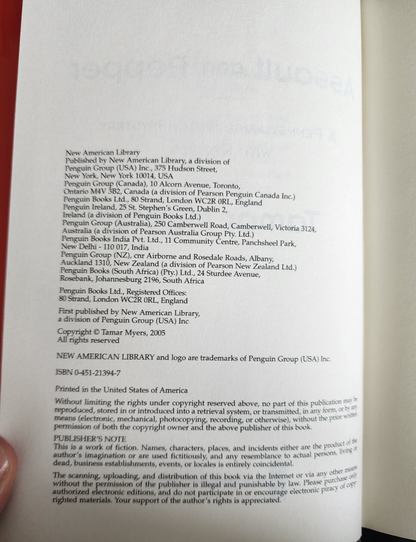 New American Library
Published by New American Library, a division of
Penguin Group (USA) Inc., 375 Hudson Street,
New York, New York 10014, USA
Penguin Group (Canada), 10 Alcorn Avenue, Toronto,
Ontario M4V 3B2, Canada (a division of Pearson Penguin Canada Inc.)
Penguin Books Ltd., 80 Strand, London WC2R 0RL, England
Penguin Ireland, 25 St. Stephen's Green, Dublin 2,
Ireland (a division of Penguin Books Ltd.)
Penguin Group (Australia), 250 Camberwell Road, Camberwell, Victoria 3124,
Australia (a division of Pearson Australia Group Pty. Ltd.)
Penguin Books India Pvt. Ltd., 11 Community Centre, Panchsheel Park,
New Delhi - 110 017, India
Penguin Group (NZ), cnr Airborne and Rosedale Roads, Albany,
Auckland 1310, New Zealand (a division of Pearson New Zealand Ltd.)
Penguin Books (South Africa) (Pty.) Ltd., 24 Sturdee Avenue,
Rosebank, Johannesburg 2196, South Africa
Penguin Books Ltd., Registered Offices:
80 Strand, London WC2R 0RL, England
First published by New American Library,
a division of Penguin Group (USA) Inc
Copyright © Tamar Myers, 2005
All rights reserved
NEW AMERICAN LIBRARY and logo are trademarks of Penguin Group (USA) Inc.
ISBN 0-451-21394-7
Printed in the United States of America
Without limiting the rights under copyright reserved above, no part of this publication may be
reproduced, stored in or introduced into a retrieval system, or transmitted, in any form, or by any
means (electronic, mechanical, photocopying, recording, or otherwise), without the prior written
permission of both the copyright owner and the above publisher of this book.
PUBLISHER'S NOTE
This is a work of fiction. Names, characters, places, and incidents either are the product of the
author's imagination or are used fictitiously, and any resemblance to actual persons, living or
dead, business establishments, events, or locales is entirely coincidental.
The scanning, uploading, and distribution of this book via the Internet or via any other means
without the permission of the publisher is illegal and punishable by law. Please purchase only
authorized electronic editions, and do not participate in or encourage electronic piracy of copy-
righted materials. Your support of the author's rights is appreciated.